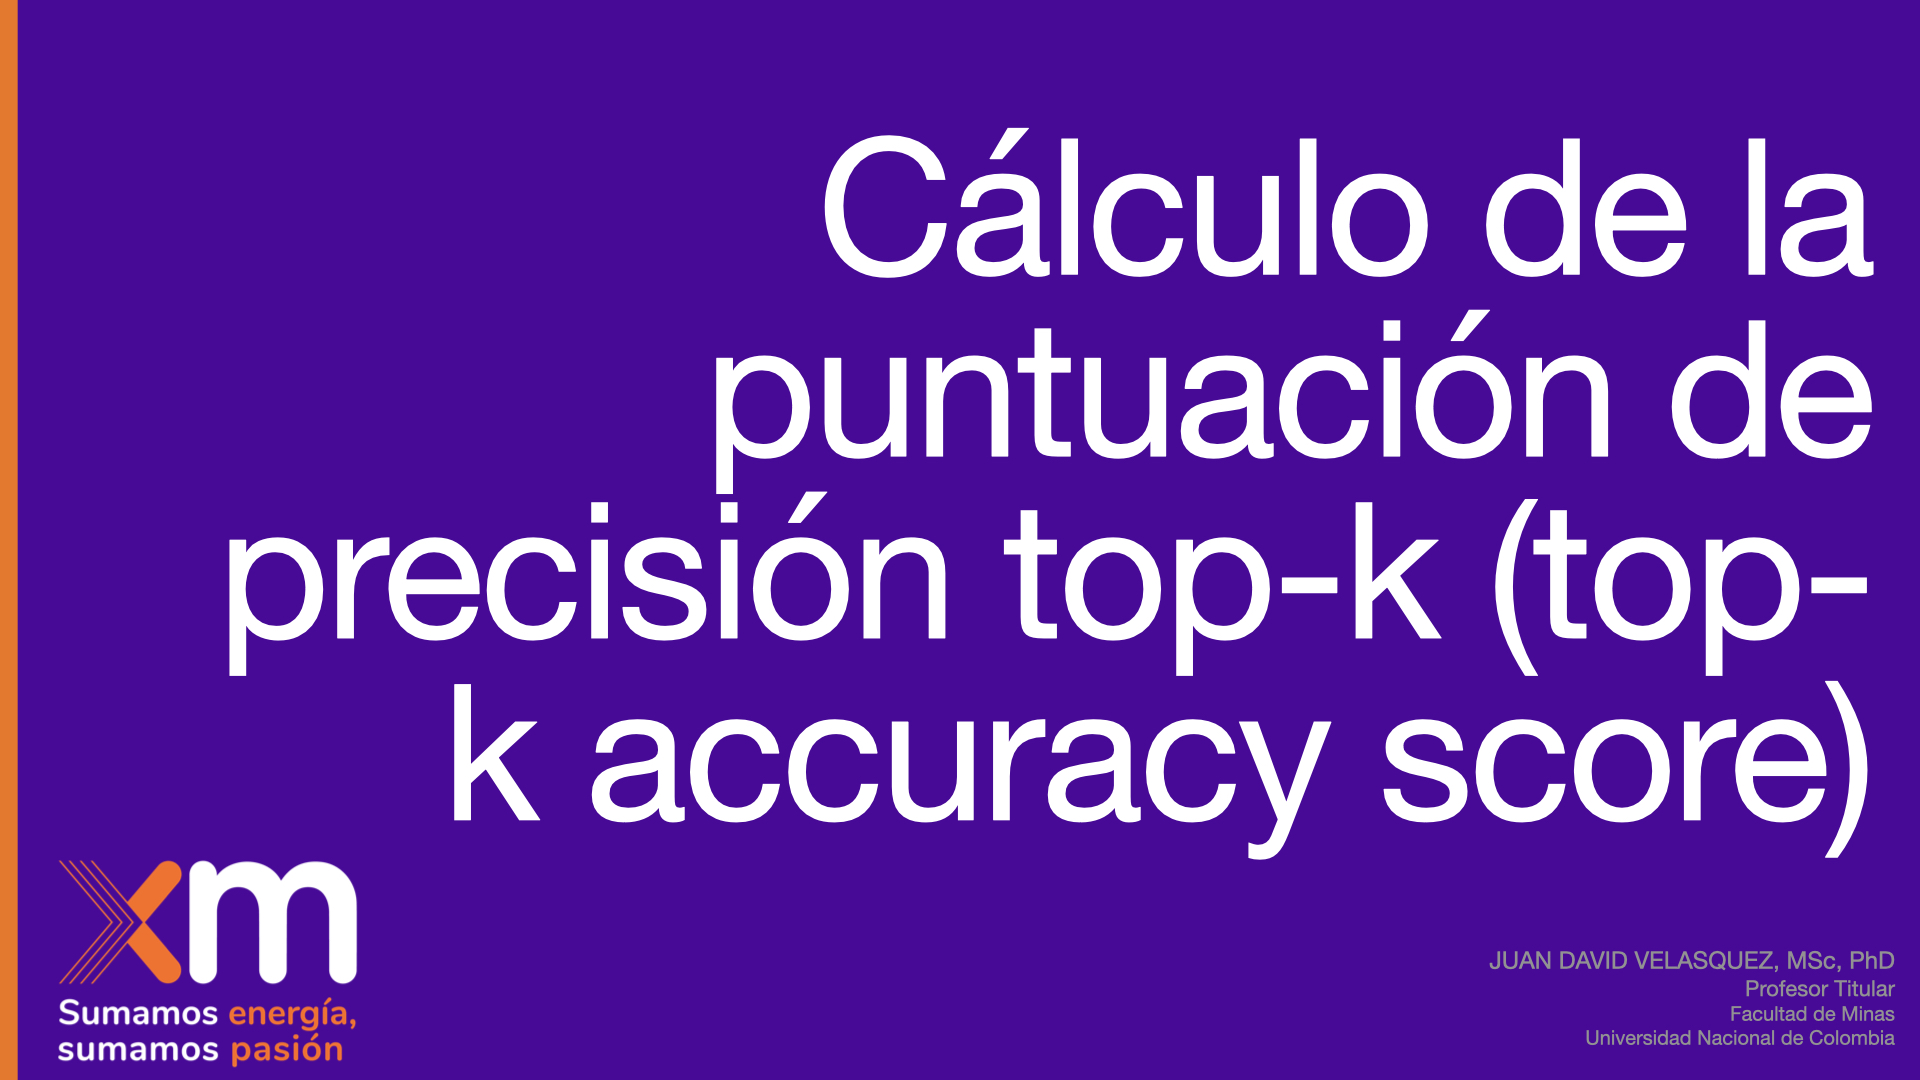 Cálculo de la
puntuación de
precisión top-k (top-
k accuracy score)
xm
Sumamos energía,
sumamos pasión
JUAN DAVID VELASQUEZ, MSc, PhD
Profesor Titular
Facultad de Minas
Universidad Nacional de Colombia